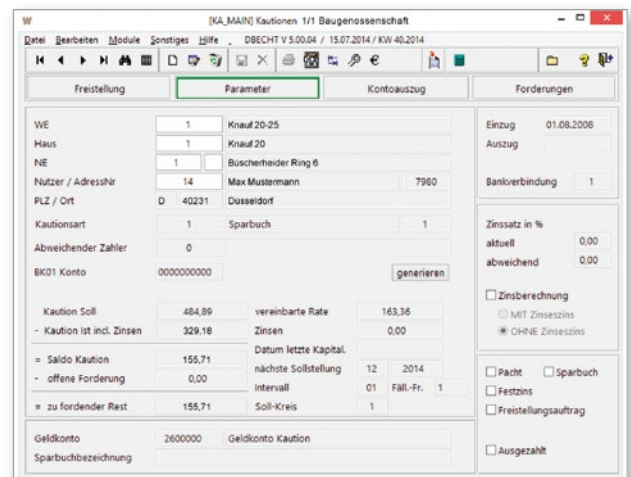 W [KA_MAIN] Kautionen 1/1 Baugenossenschaft
Datei Bearbeiten Module Sonstiges Hilfe _ DBECHT V 5.00.04 / 15.07.2014 / KW 40.2014
Freistellung Parameter Kontoauszug Forderungen
WE 1 Knauf 20-25 Einzug 01.08.2008
Haus 1 Knauf 20 Auszug
NE 1 Büscherheider Ring 6
Nutzer / AdressNr 14 Max Mustermann 7980 Bankverbindung 1
PLZ / Ort D 40231 Düsseldorf
Kautionsart 1 Sparbuch 1 Zinssatz in %
aktuell 0,00
Abweichender Zahler 0
abweichend 0,00
BK01 Konto 0000000000 generieren
Zinsberechnung
Kaution Soll 484,89 vereinbarte Rate 163,36 MIT Zinseszins
- Kaution Ist incl. Zinsen 329,18 Zinsen 0,00 OHNE Zinseszins
Datum letzte Kapital.
= Saldo Kaution 155,71
nächste Sollstellung 12 2014 Pacht Sparbuch
- offene Forderung 0,00
Intervall 01 Fäll.-Fr. 1 Festzins
= zu fordender Rest 155,71 Soll-Kreis 1 Freistellungsauftrag
Geldkonto 2600000 Geldkonto Kaution
Ausgezahlt
Sparbuchbezeichnung